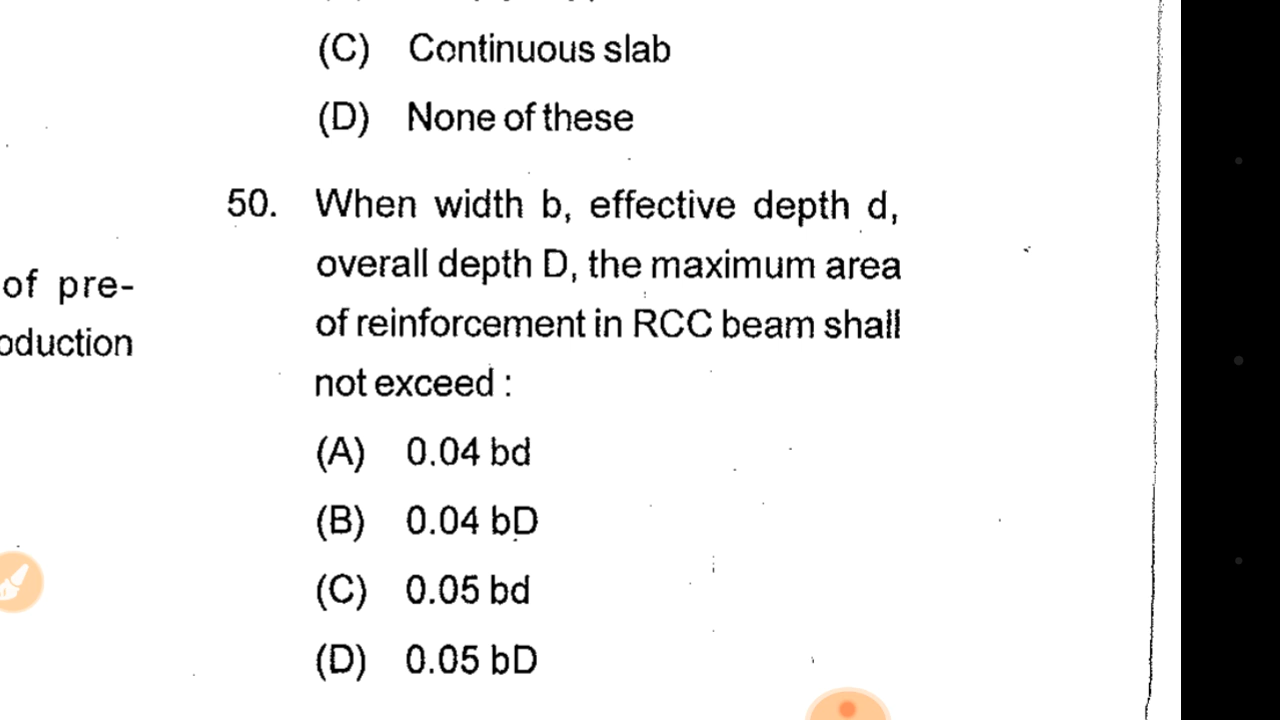 (C) Continuous slab
(D) None of these
50. When width b, effective depth d,
overall depth D, the maximum area
of reinforcement in RCC beam shall
not exceed :
(A) 0.04 bd
(B) 0.04 bD
(C) 0.05 bd
(D) 0.05 bD
of pre-
oduction